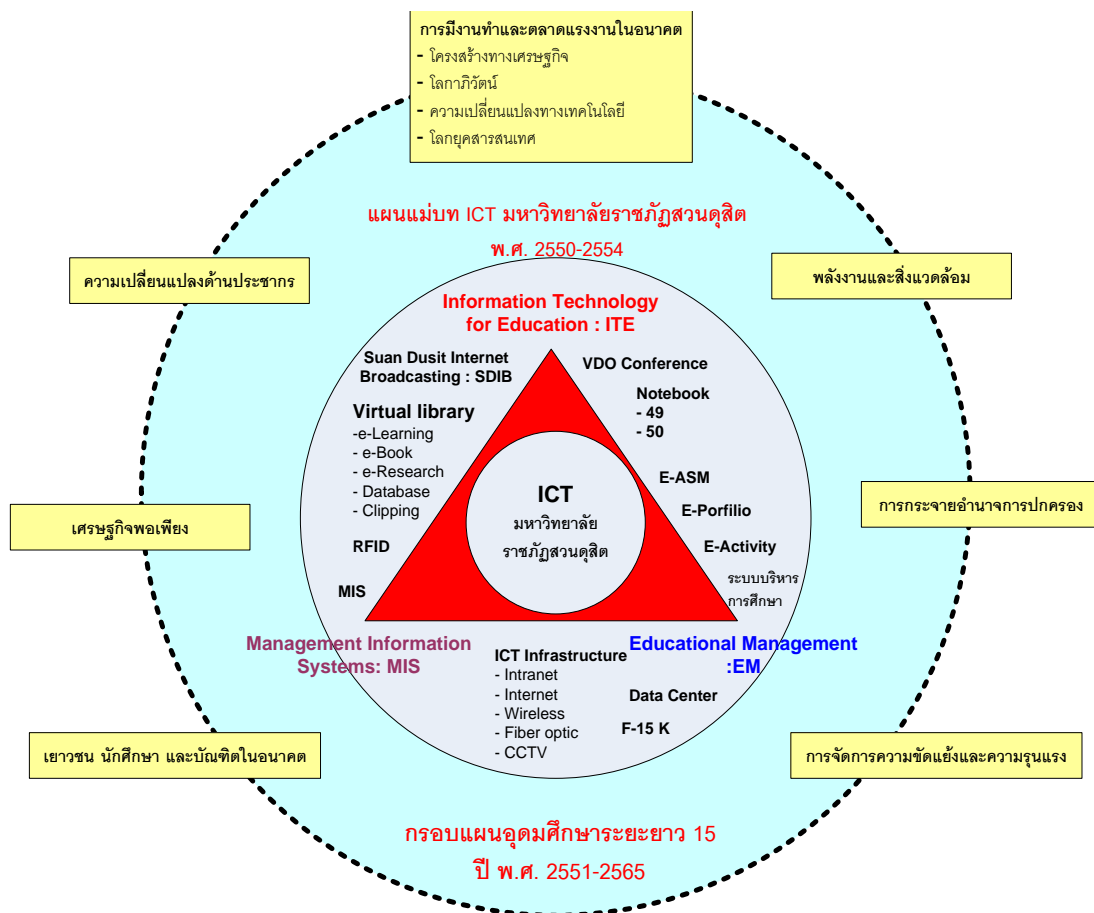 การมีงานทำและตลาดแรงงานในอนาคต
- โครงสร้างทางเศรษฐกิจ
- โลกาภิวัตน์
- ความเปลี่ยนแปลงทางเทคโนโลยี
- โลกยุคสารสนเทศ
แผนแม่บท ICT มหาวิทยาลัยราชภัฏสวนดุสิต
พ.ศ. 2550-2554
ความเปลี่ยนแปลงด้านประชากร
พลังงานและสิ่งแวดล้อม
Information Technology
for Education : ITE
Suan Dusit Internet
Broadcasting : SDIB
VDO Conference
Notebook
- 49
- 50
Virtual library
-e-Learning
- e-Book
- e-Research
- Database
- Clipping
RFID
MIS
ICT
มหาวิทยาลัย
ราชภัฏสวนดุสิต
E-ASM
E-Porfilio
E-Activity
ระบบบริหาร
การศึกษา
เศรษฐกิจพอเพียง
การกระจายอำนาจการปกครอง
Management Information
Systems: MIS
Educational Management
:EM
ICT Infrastructure
- Intranet
- Internet
- Wireless
- Fiber optic
- CCTV
Data Center
F-15 K
เยาวชน นักศึกษา และบัณฑิตในอนาคต
การจัดการความขัดแย้งและความรุนแรง
กรอบแผนอุดมศึกษาระยะยาว 15
ปี พ.ศ. 2551-2565